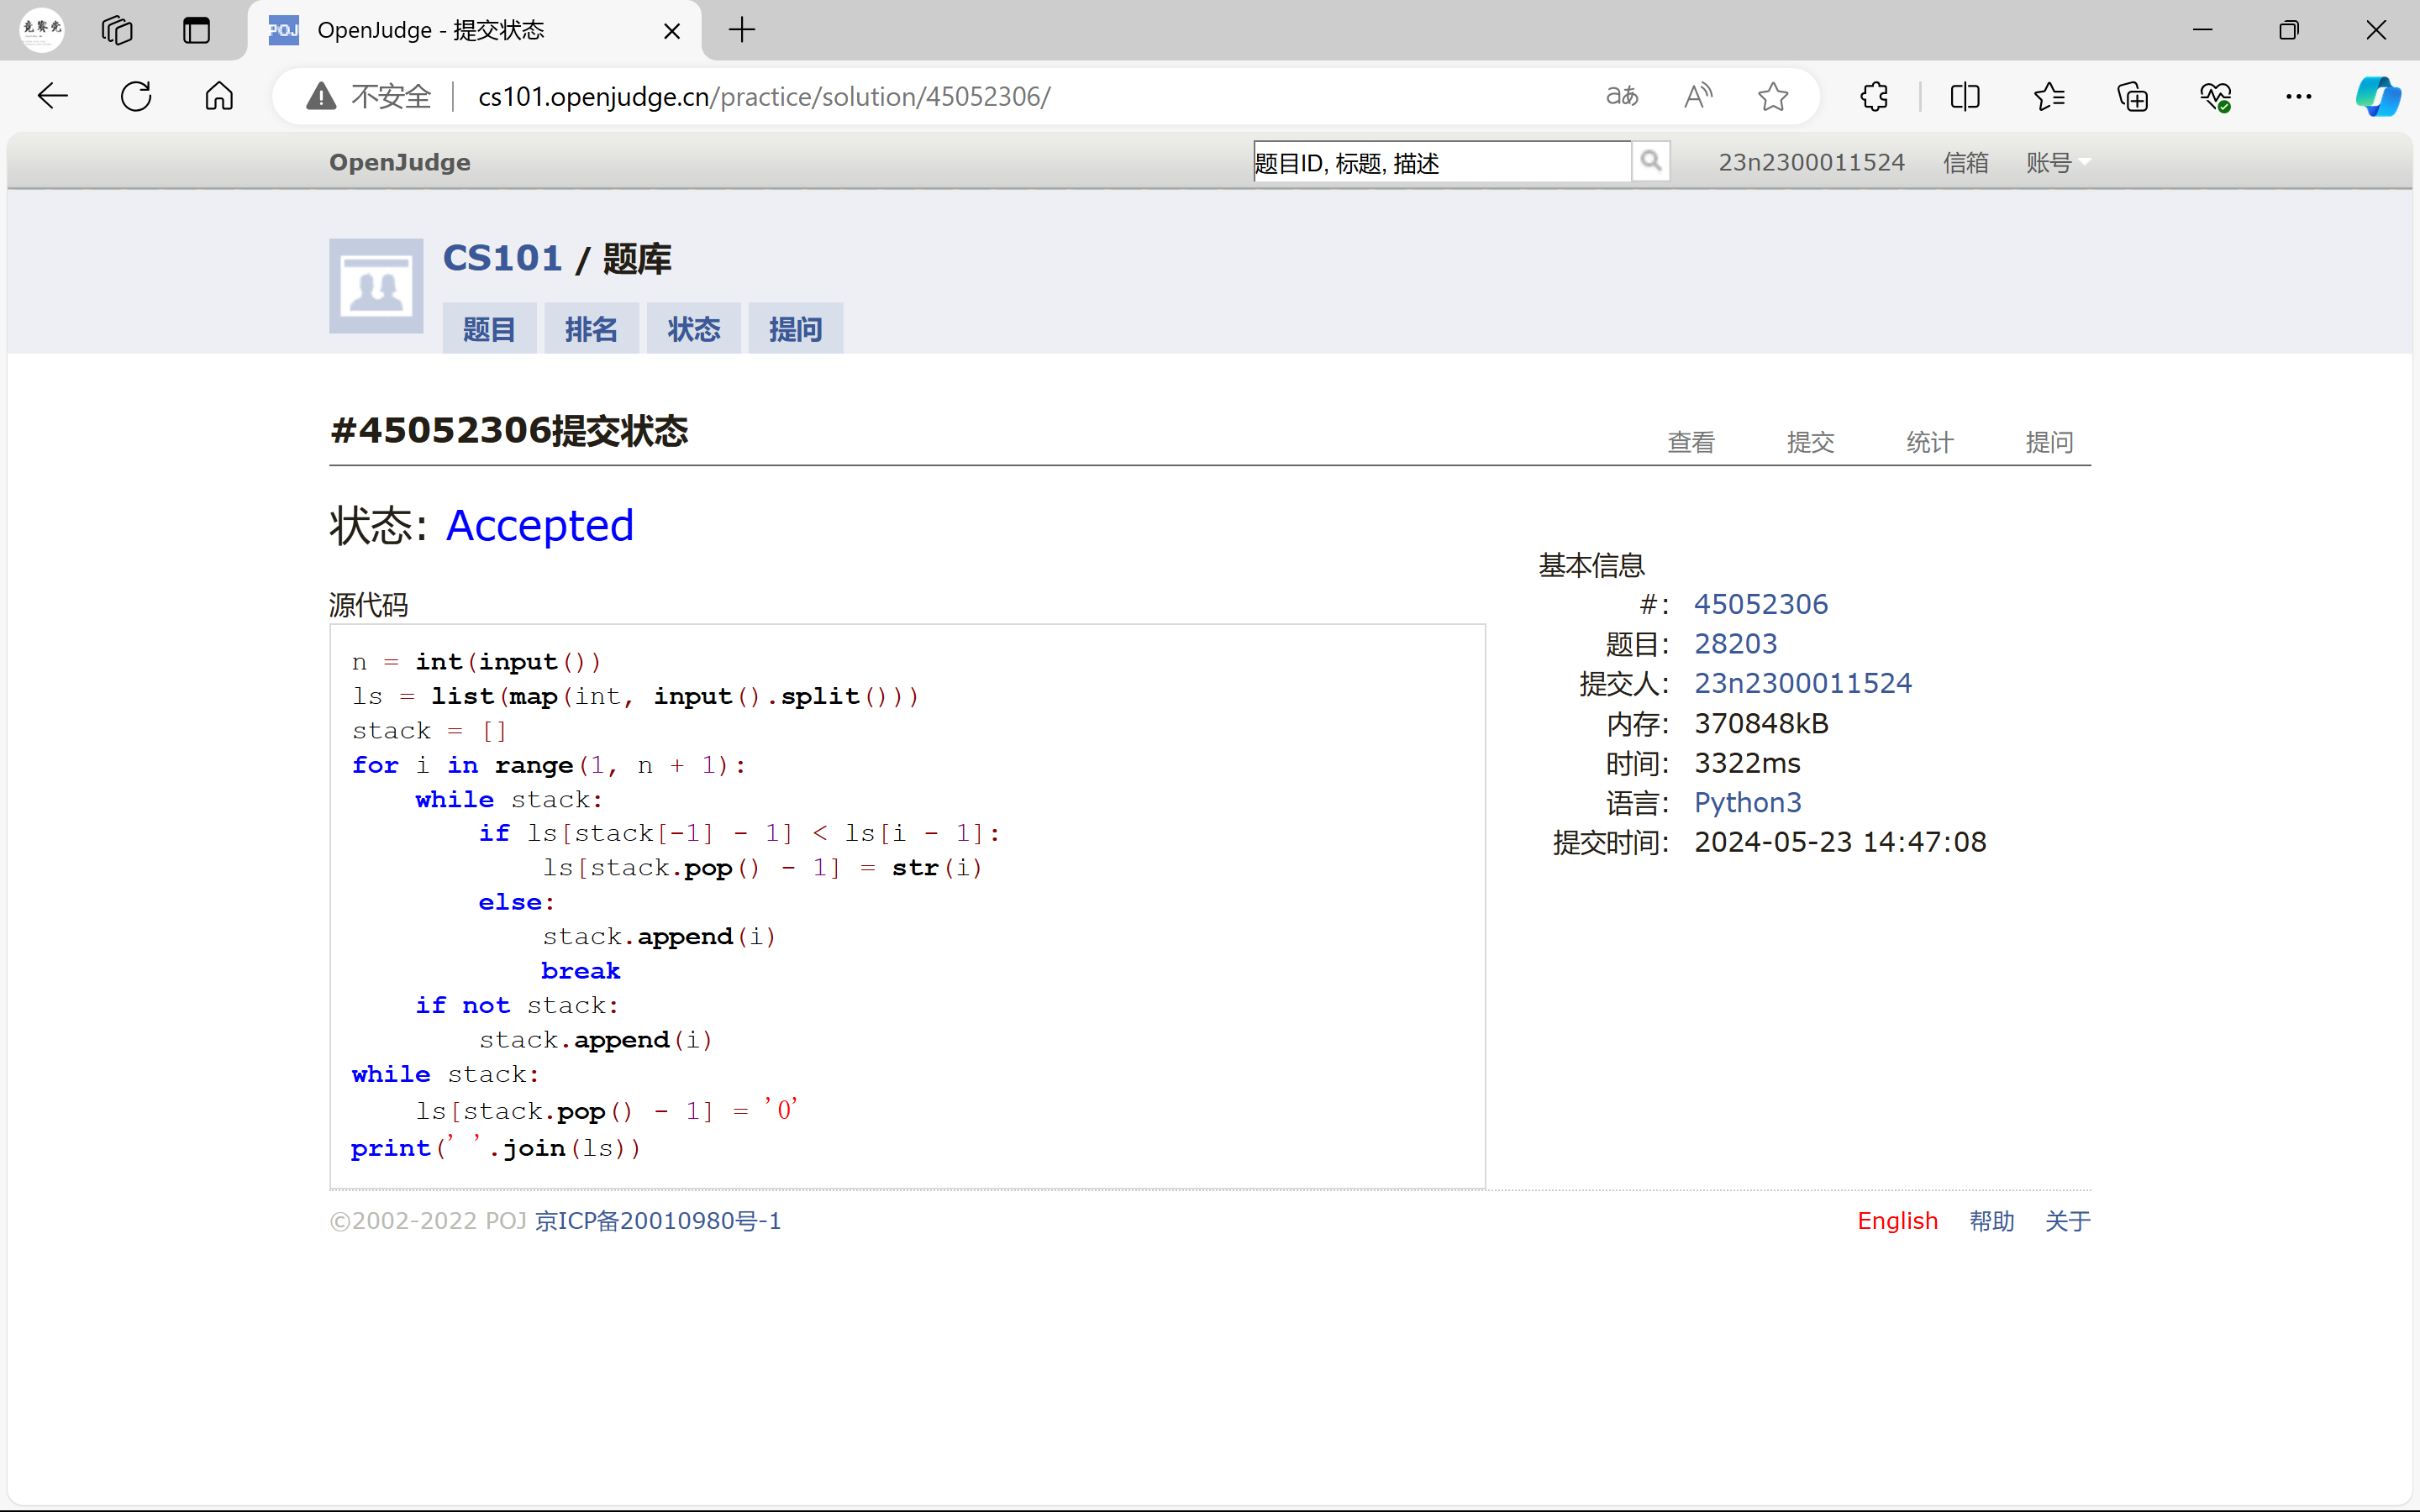 OpenJudge - 提交状态
不安全 cs101.openjudge.cn/practice/solution/45052306/
OpenJudge 题目ID, 标题, 描述 23n2300011524 信箱 账号
CS101 / 题库
题目 排名 状态 提问
#45052306提交状态 查看 提交 统计 提问
状态: Accepted
源代码
n = int(input())
ls = list(map(int, input().split()))
stack = []
for i in range(1, n + 1):
    while stack:
        if ls[stack[-1] - 1] < ls[i - 1]:
            ls[stack.pop() - 1] = str(i)
        else:
            stack.append(i)
            break
    if not stack:
        stack.append(i)
while stack:
    ls[stack.pop() - 1] = '0'
print(' '.join(ls))
基本信息
#: 45052306
题目: 28203
提交人: 23n2300011524
内存: 370848kB
时间: 3322ms
语言: Python3
提交时间: 2024-05-23 14:47:08
©2002-2022 POJ 京ICP备20010980号-1 English 帮助 关于